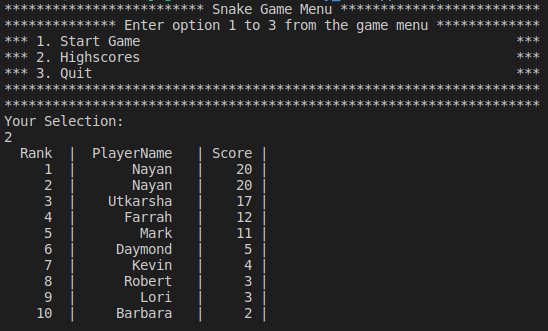 ************************* Snake Game Menu *************************
************** Enter option 1 to 3 from the game menu *************
*** 1. Start Game                                               ***
*** 2. Highscores                                               ***
*** 3. Quit                                                     ***
*******************************************************************
*******************************************************************
Your Selection:
2
  Rank  |  PlayerName   | Score |
     1  |       Nayan   |    20 |
     2  |       Nayan   |    20 |
     3  |    Utkarsha   |    17 |
     4  |      Farrah   |    12 |
     5  |        Mark   |    11 |
     6  |     Daymond   |     5 |
     7  |       Kevin   |     4 |
     8  |      Robert   |     3 |
     9  |        Lori   |     3 |
    10  |     Barbara   |     2 |